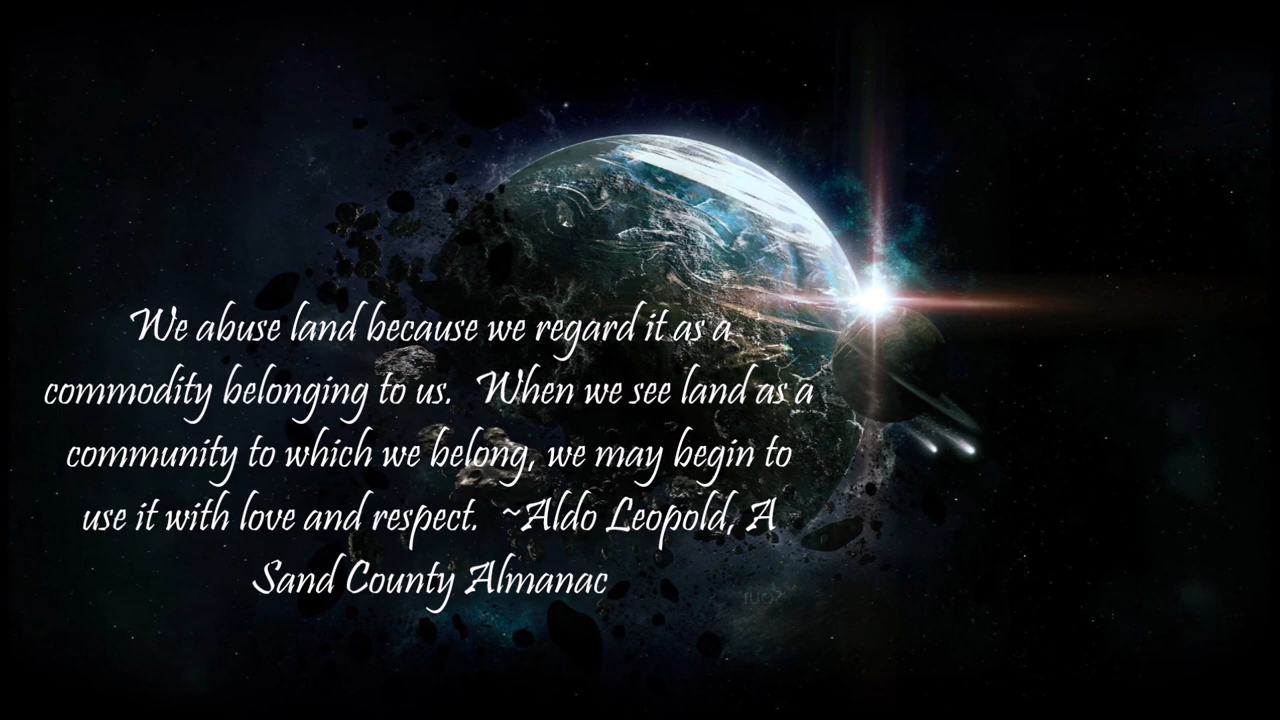 We abuse land because we regard it as a
commodity belonging to us.  When we see land as a
community to which we belong, we may begin to
use it with love and respect.  ~Aldo Leopold, A
Sand County Almanac